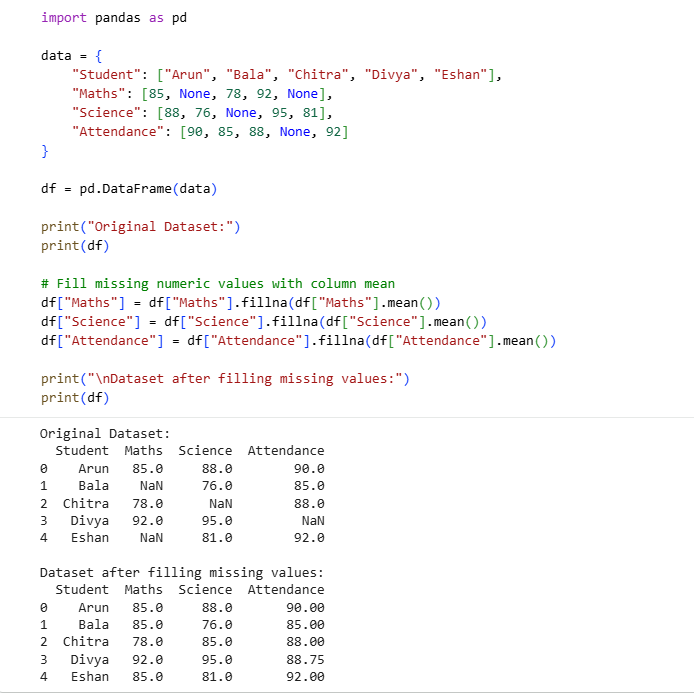 import pandas as pd
data = {
    "Student": ["Arun", "Bala", "Chitra", "Divya", "Eshan"],
    "Maths": [85, None, 78, 92, None],
    "Science": [88, 76, None, 95, 81],
    "Attendance": [90, 85, 88, None, 92]
}
df = pd.DataFrame(data)
print("Original Dataset:")
print(df)
# Fill missing numeric values with column mean
df["Maths"] = df["Maths"].fillna(df["Maths"].mean())
df["Science"] = df["Science"].fillna(df["Science"].mean())
df["Attendance"] = df["Attendance"].fillna(df["Attendance"].mean())
print("\nDataset after filling missing values:")
print(df)
Original Dataset:
  Student  Maths  Science  Attendance
0    Arun   85.0     88.0        90.0
1    Bala    NaN     76.0        85.0
2  Chitra   78.0      NaN        88.0
3   Divya   92.0     95.0         NaN
4   Eshan    NaN     81.0        92.0
Dataset after filling missing values:
  Student  Maths  Science  Attendance
0    Arun   85.0     88.0       90.00
1    Bala   85.0     76.0       85.00
2  Chitra   78.0     85.0       88.00
3   Divya   92.0     95.0       88.75
4   Eshan   85.0     81.0       92.00